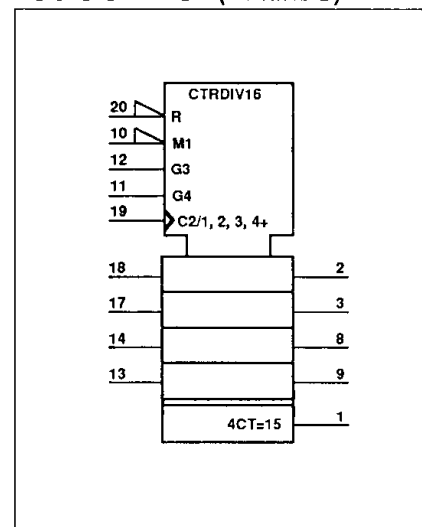 CTRDIV16
20 R
10 M1
12 G3
11 G4
19 C2/1, 2, 3, 4+
18 2
17 3
14 8
13 9
4CT=15 1